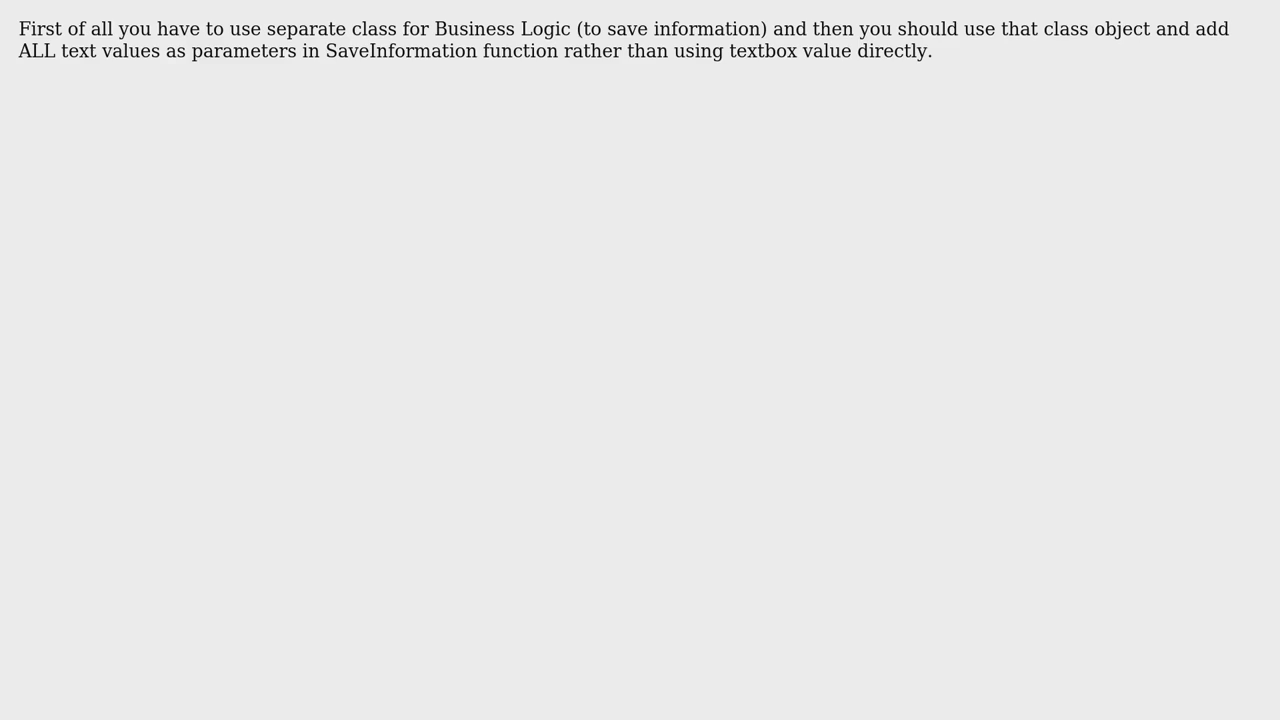 First of all you have to use separate class for Business Logic (to save information) and then you should use that class object and add
ALL text values as parameters in SaveInformation function rather than using textbox value directly.